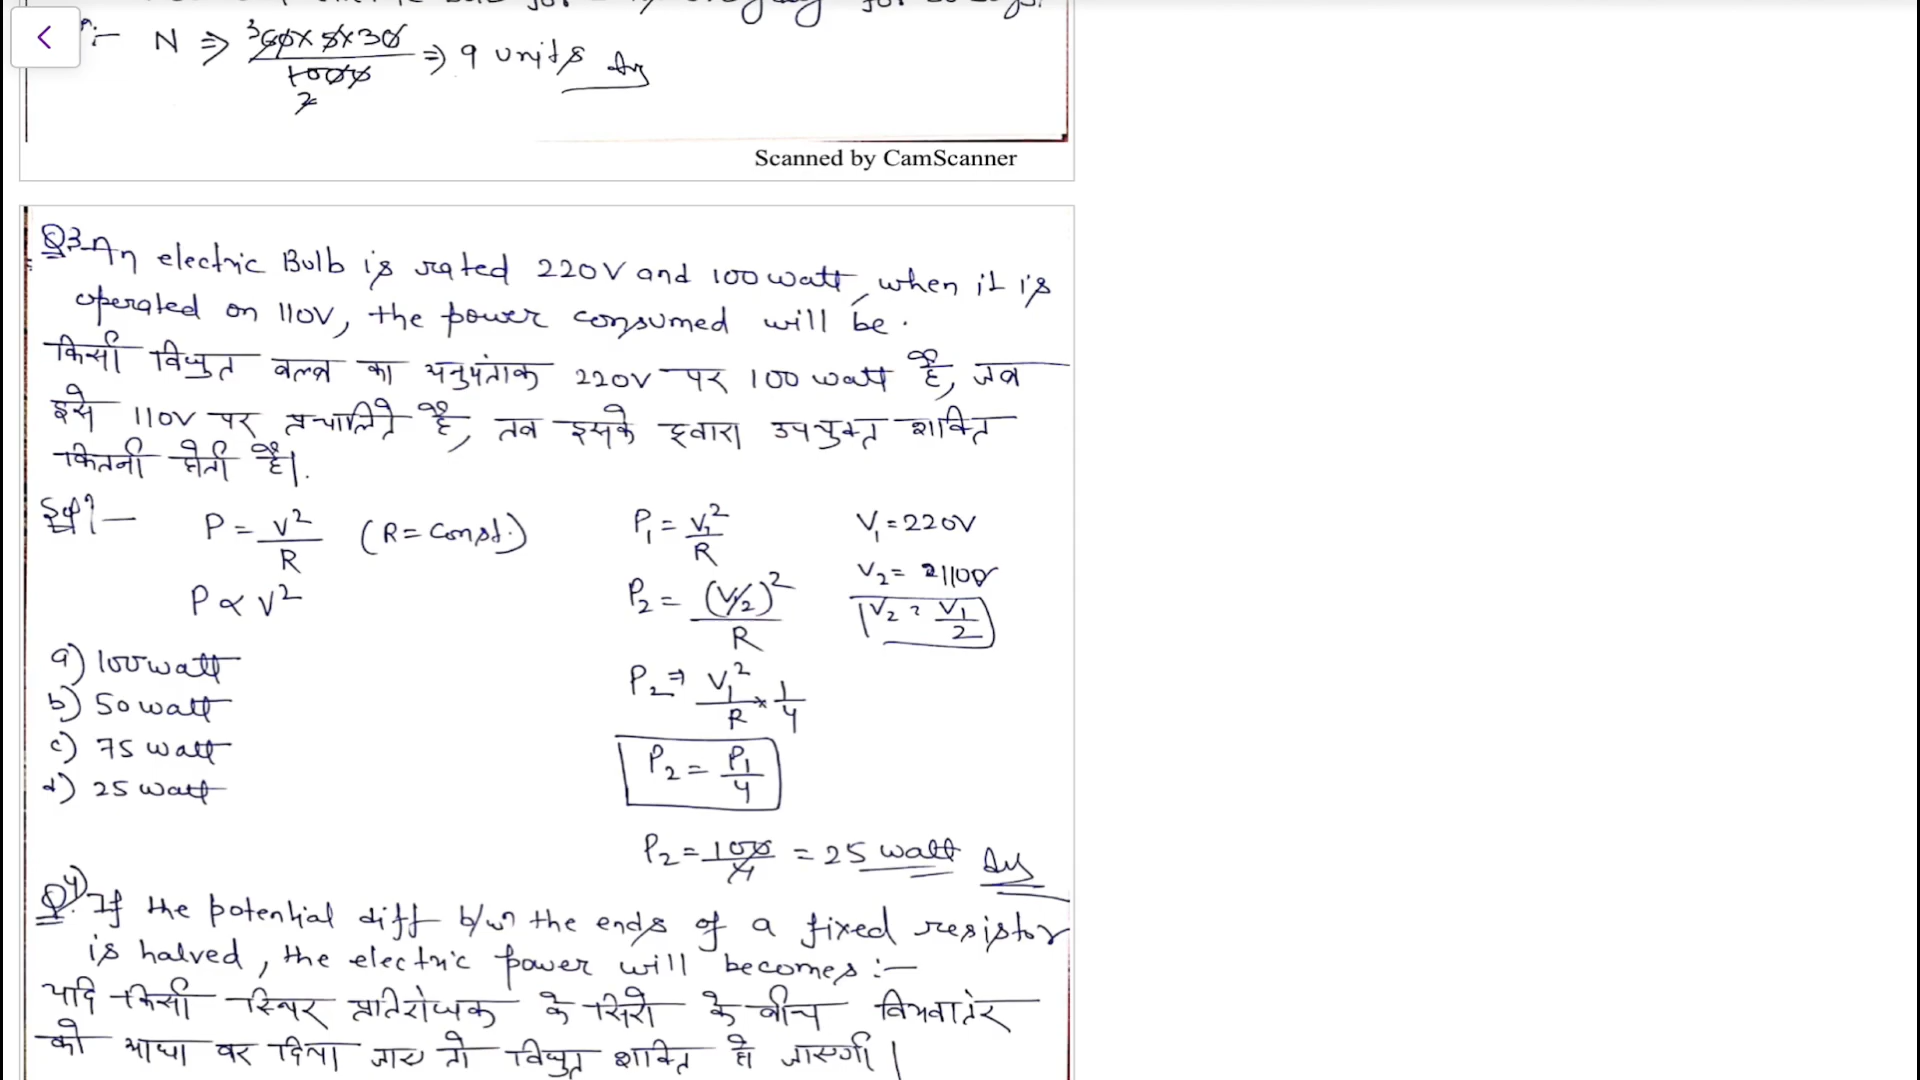 N ⇒ 60×5×30 / 1000 ⇒ 9 units Ans
Scanned by CamScanner
Q3 An electric Bulb is rated 220V and 100 watt, when it is
operated on 110V, the power consumed will be.
किसी विद्युत बल्ब का अनुमतांक 220V पर 100 watt है, जब
इसे 110V पर प्रचालित है, तब इसके द्वारा उपभुक्त शक्ति
कितनी होती है।
Sol:- P = V²/R (R = const.)
P ∝ V²
P₁ = V₁²/R
P₂ = (V/2)²/R
P₂ ⇒ V₁²/R × 1/4
P₂ = P₁/4
P₂ = 100/4 = 25 watt Ans
V₁ = 220V
V₂ = 110V
V₂ = V₁/2
a) 100 watt
b) 50 watt
c) 75 watt
d) 25 watt
Q4) If the potential diff b/w the ends of a fixed resistor
is halved, the electric power will becomes :-
यदि किसी स्थिर प्रतिरोधक के सिरों के बीच विभवांतर
को आधा कर दिया जाए तो विद्युत शक्ति हो जाएगी।